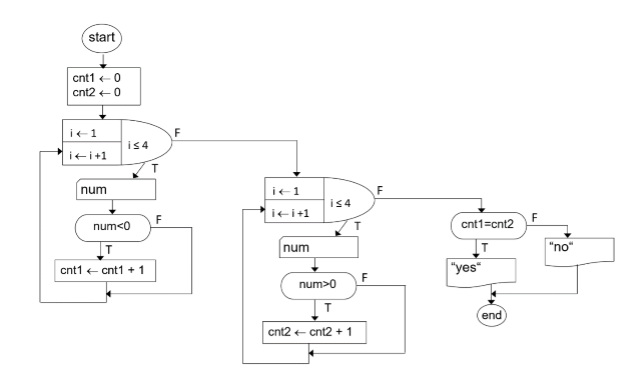 start
cnt1 ← 0
cnt2 ← 0
i ← 1
i ← i +1
i ≤ 4
F
T
num
num<0
F
T
cnt1 ← cnt1 + 1
i ← 1
i ← i +1
i ≤ 4
F
T
num
num>0
F
T
cnt2 ← cnt2 + 1
cnt1=cnt2
F
T
"yes"
"no"
end